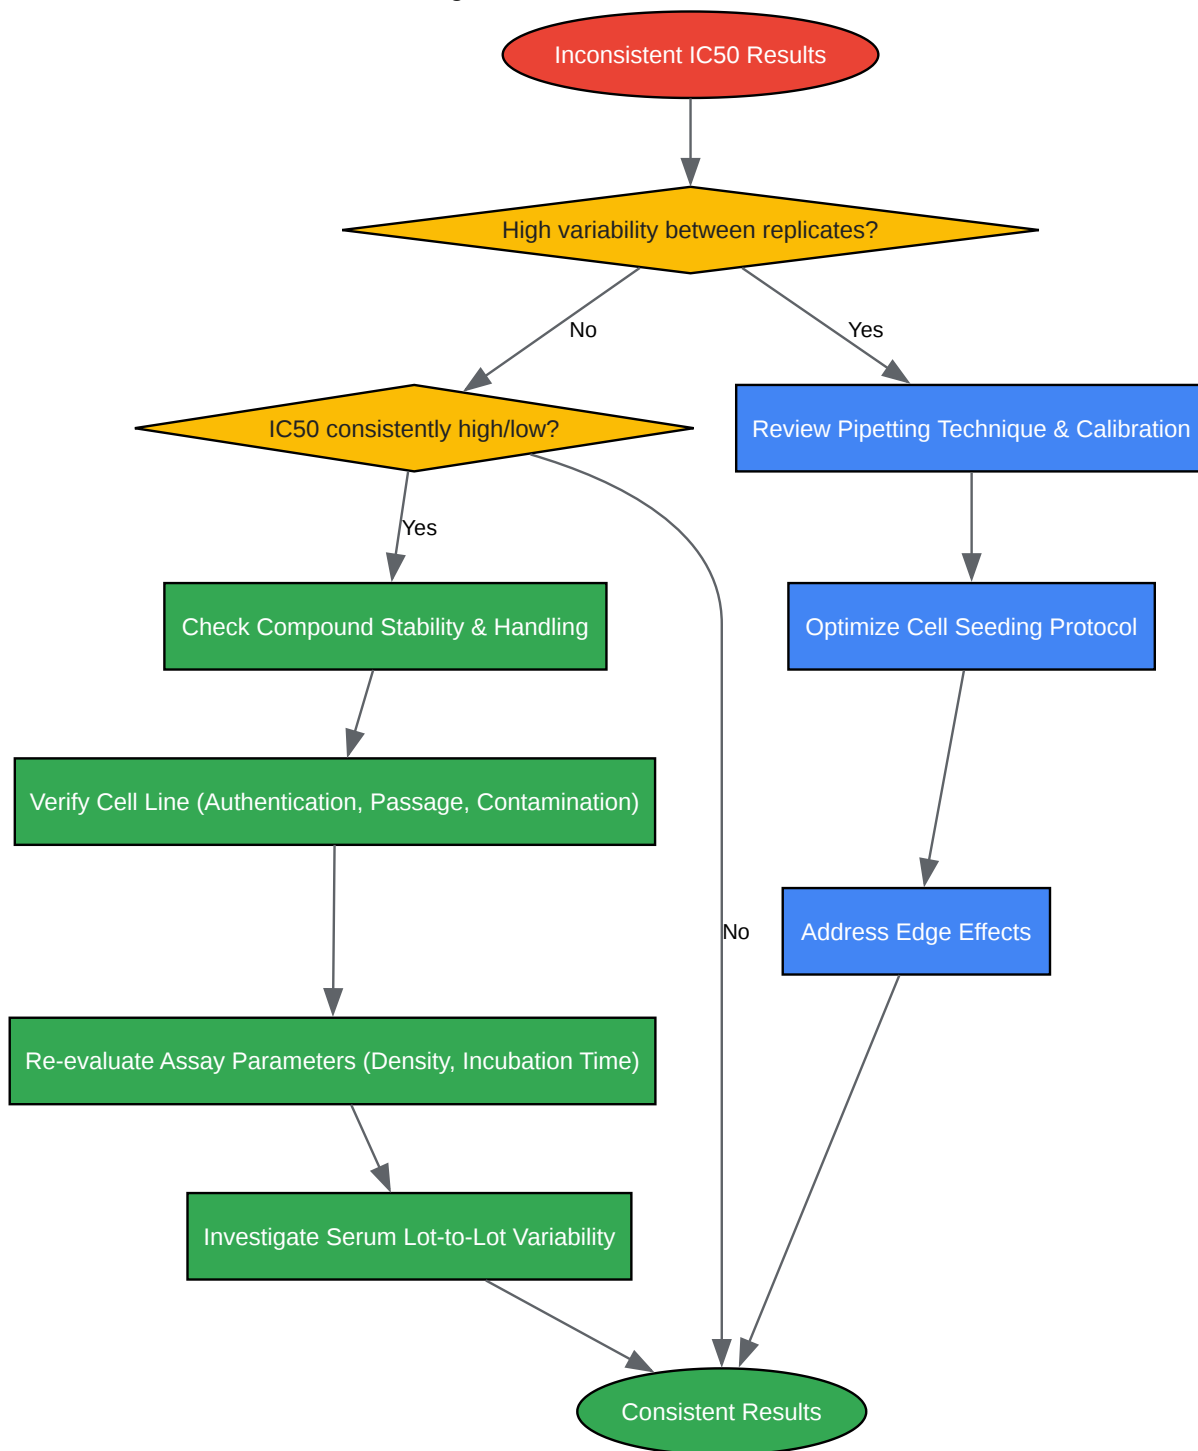 Inconsistent IC50 Results
High variability between replicates?
No
Yes
IC50 consistently high/low?
Review Pipetting Technique & Calibration
Yes
Check Compound Stability & Handling
Optimize Cell Seeding Protocol
Verify Cell Line (Authentication, Passage, Contamination)
No
Address Edge Effects
Re-evaluate Assay Parameters (Density, Incubation Time)
Investigate Serum Lot-to-Lot Variability
Consistent Results